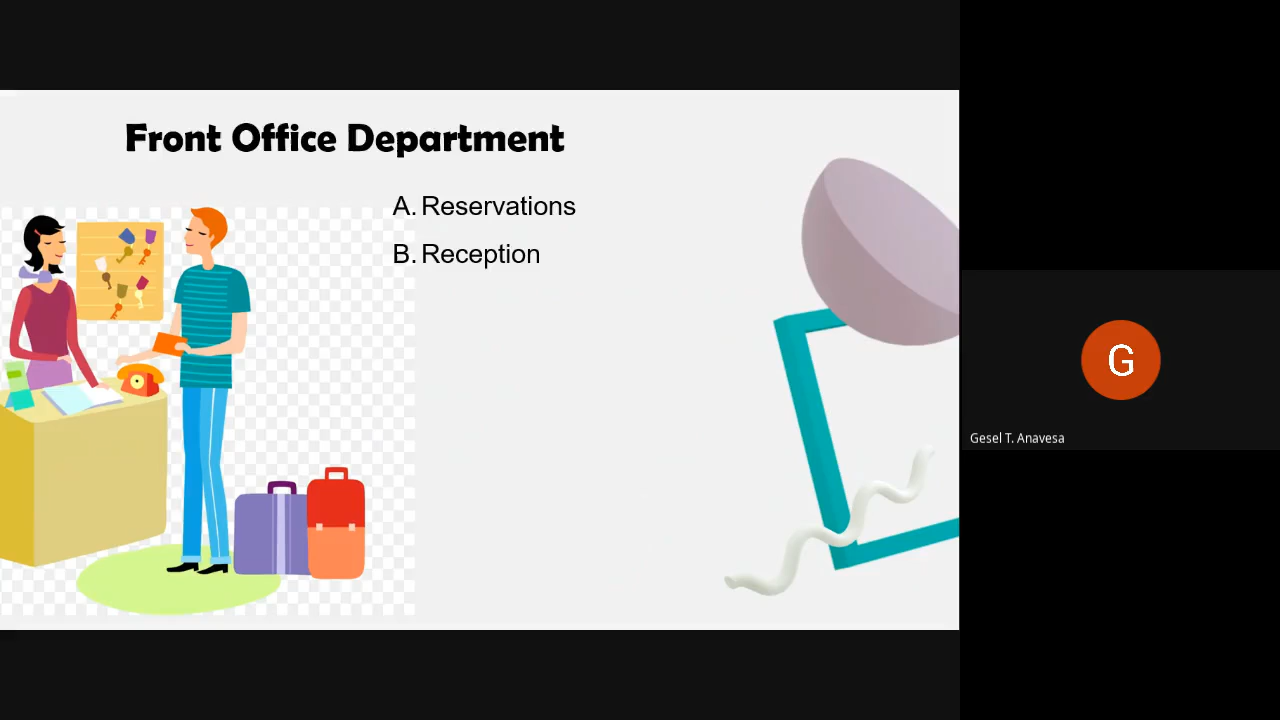 Front Office Department
A. Reservations
B. Reception
G
Gesel T. Anavesa